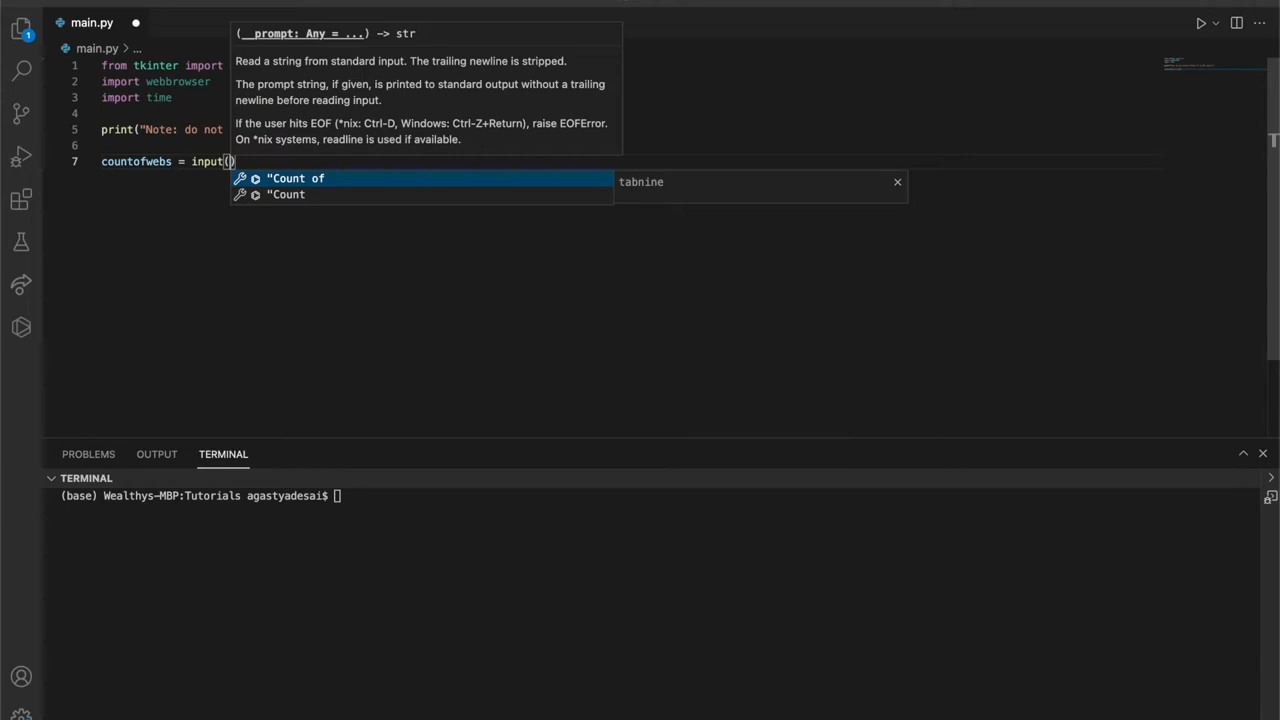 main.py
(__prompt: Any = ...) -> str
main.py > ...
Read a string from standard input. The trailing newline is stripped.
1 from tkinter import
2 import webbrowser
The prompt string, if given, is printed to standard output without a trailing
3 import time
newline before reading input.
4
If the user hits EOF (*nix: Ctrl-D, Windows: Ctrl-Z+Return), raise EOFError.
5 print("Note: do not
On *nix systems, readline is used if available.
6
7 countofwebs = input()
"Count of
tabnine
"Count
1
PROBLEMS OUTPUT TERMINAL
TERMINAL
(base) Wealthys-MBP:Tutorials agastyadesai$